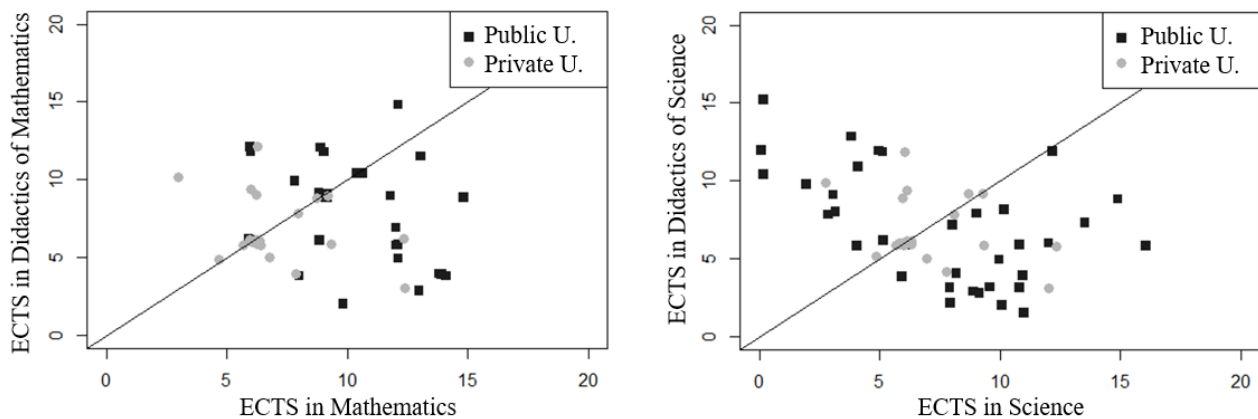 ECTS in Didactics of Mathematics
20
15
10
5
0
Public U.
Private U.
0 5 10 15 20
ECTS in Mathematics
ECTS in Didactics of Science
20
15
10
5
0
Public U.
Private U.
0 5 10 15 20
ECTS in Science